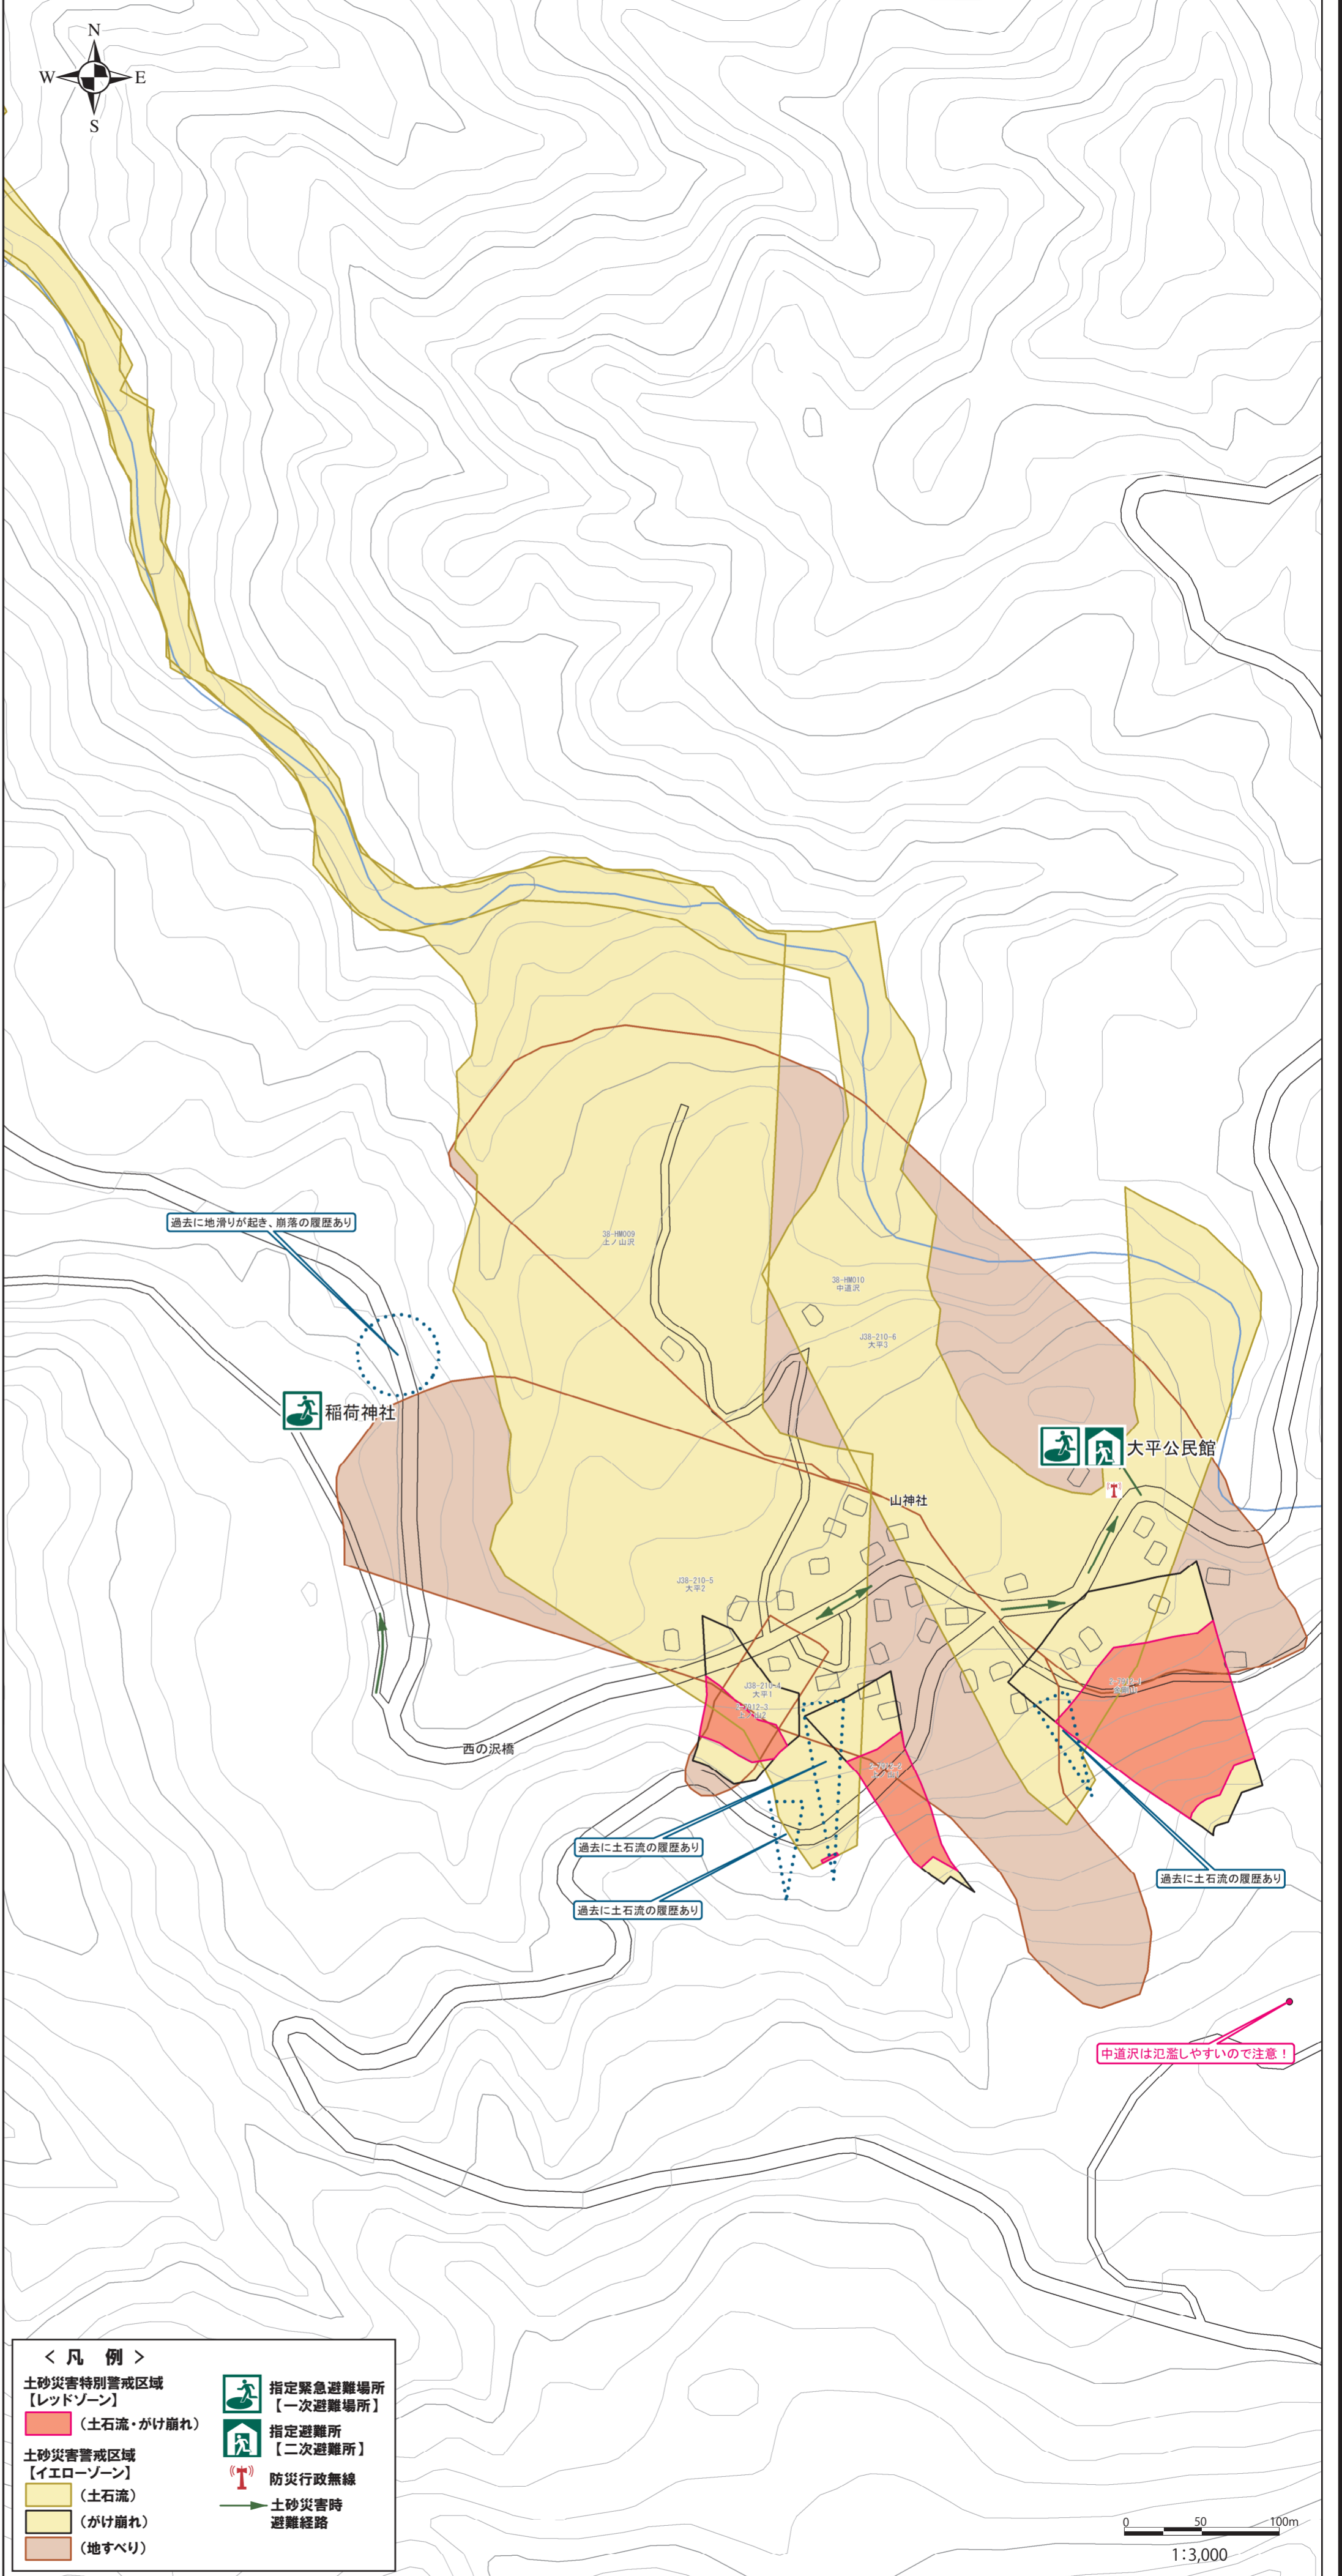 N
W
E
S
過去に地滑りが起き、崩落の履歴あり
38-HM009
土ノ山沢
38-HM010
中道沢
J38-210-6
大平3
稲荷神社
大平公民館
山神社
J38-210-5
大平2
J38-210-4
大平1
西の沢橋
過去に土石流の履歴あり
過去に土石流の履歴あり
過去に土石流の履歴あり
中道沢は氾濫しやすいので注意！
＜ 凡 例 ＞
土砂災害特別警戒区域
【レッドゾーン】
（土石流・がけ崩れ）
土砂災害警戒区域
【イエローゾーン】
（土石流）
（がけ崩れ）
（地すべり）
指定緊急避難場所
【一次避難場所】
指定避難所
【二次避難所】
防災行政無線
土砂災害時
避難経路
0 50 100m
1:3,000